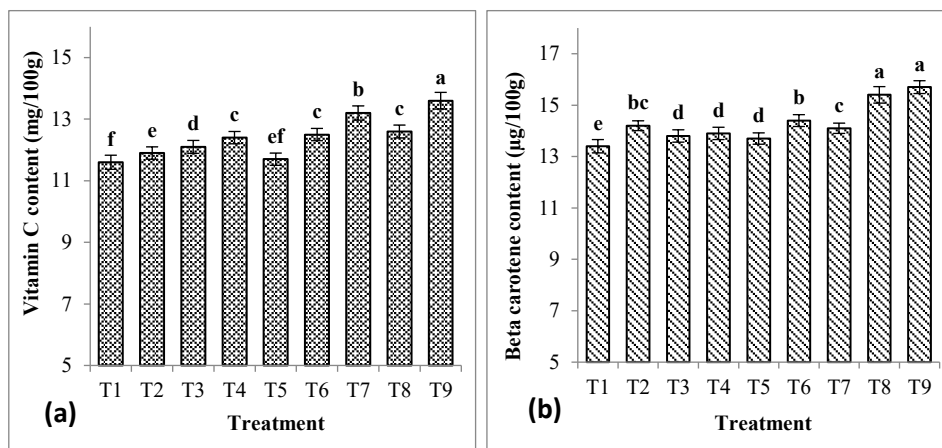 Vitamin C content (mg/100g)
15
13
11
9
7
5
f e d c ef c b c a
T1 T2 T3 T4 T5 T6 T7 T8 T9
Treatment
(a)
Beta carotene content (µg/100g)
17
15
13
11
9
7
5
e bc d d d b c a a
T1 T2 T3 T4 T5 T6 T7 T8 T9
Treatment
(b)